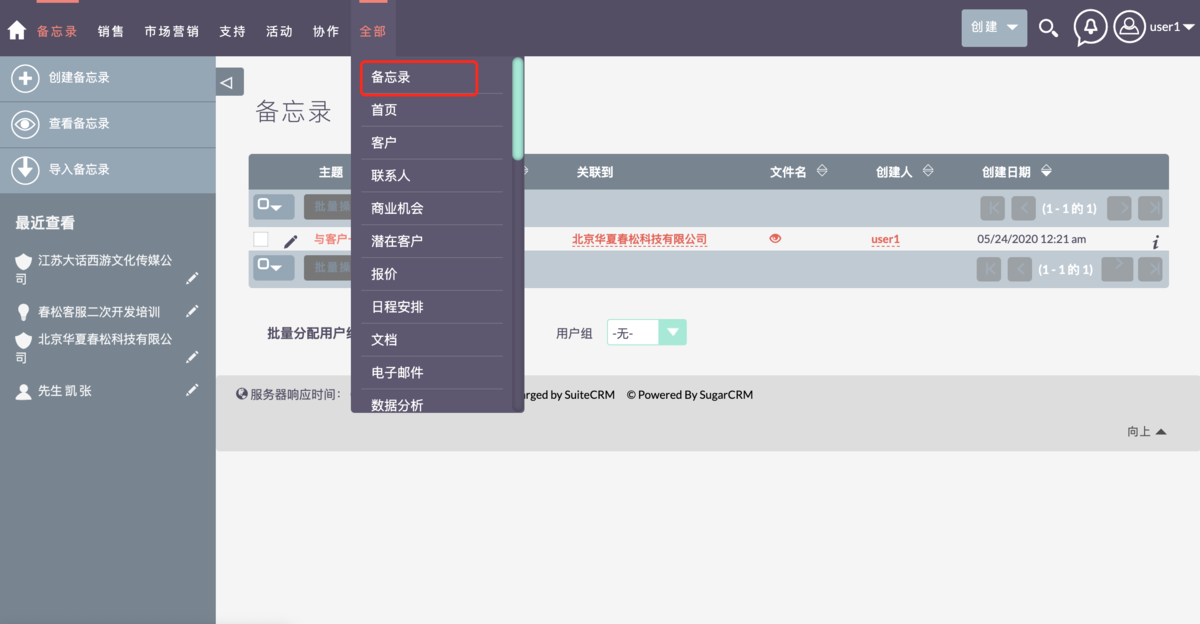 备忘录 销售 市场营销 支持 活动 协作 全部 创建 user1
创建备忘录
查看备忘录
导入备忘录
最近查看
江苏大话西游文化传媒公
司
春松客服二次开发培训
北京华夏春松科技有限公
司
先生 凯 张
备忘录
首页
客户
联系人
商业机会
潜在客户
报价
日程安排
文档
电子邮件
数据分析
备忘录
主题 关联到 文件名 创建人 创建日期
批量操 (1 - 1 的 1)
与客户 北京华夏春松科技有限公司 user1 05/24/2020 12:21 am
批量操 (1 - 1 的 1)
批量分配用户 用户组 -无-
服务器响应时间: arged by SuiteCRM © Powered By SugarCRM
向上